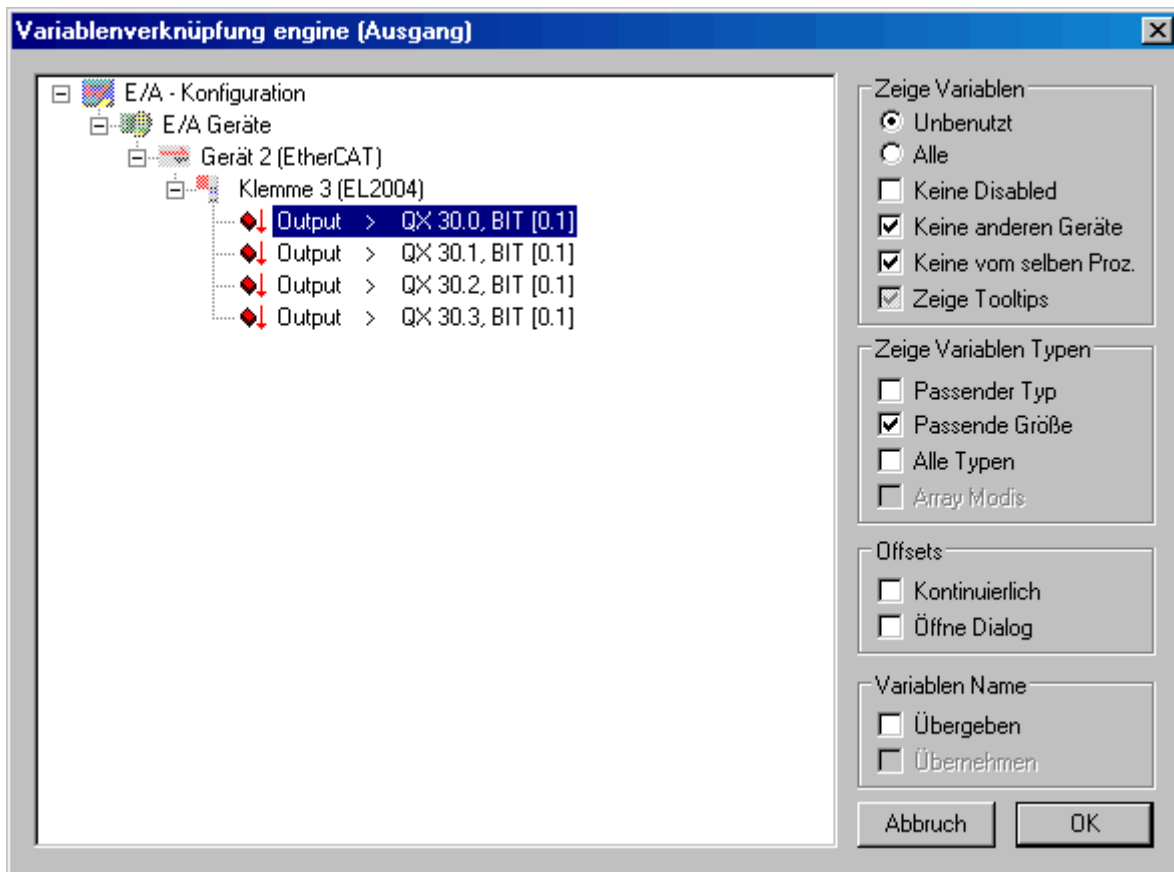 Variablenverknüpfung engine (Ausgang)
E/A - Konfiguration
E/A Geräte
Gerät 2 (EtherCAT)
Klemme 3 (EL2004)
Output > QX 30.0, BIT [0.1]
Output > QX 30.1, BIT [0.1]
Output > QX 30.2, BIT [0.1]
Output > QX 30.3, BIT [0.1]
Zeige Variablen
Unbenutzt
Alle
Keine Disabled
Keine anderen Geräte
Keine vom selben Proz.
Zeige Tooltips
Zeige Variablen Typen
Passender Typ
Passende Größe
Alle Typen
Array Modis
Offsets
Kontinuierlich
Öffne Dialog
Variablen Name
Übergeben
Übernehmen
Abbruch OK